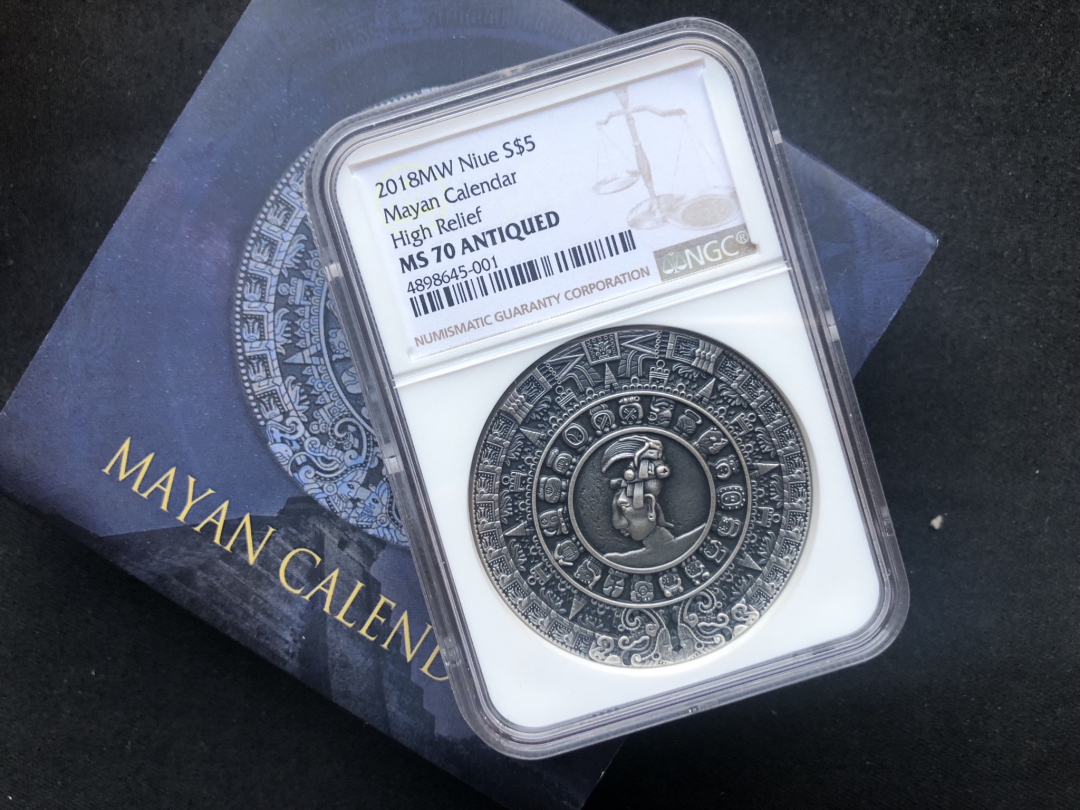 2018MW Niue S$5
Mayan Calendar
High Relief
MS 70 ANTIQUED
4898645-001
NUMISMATIC GUARANTY CORPORATION
NGC®
MAYAN CALEND